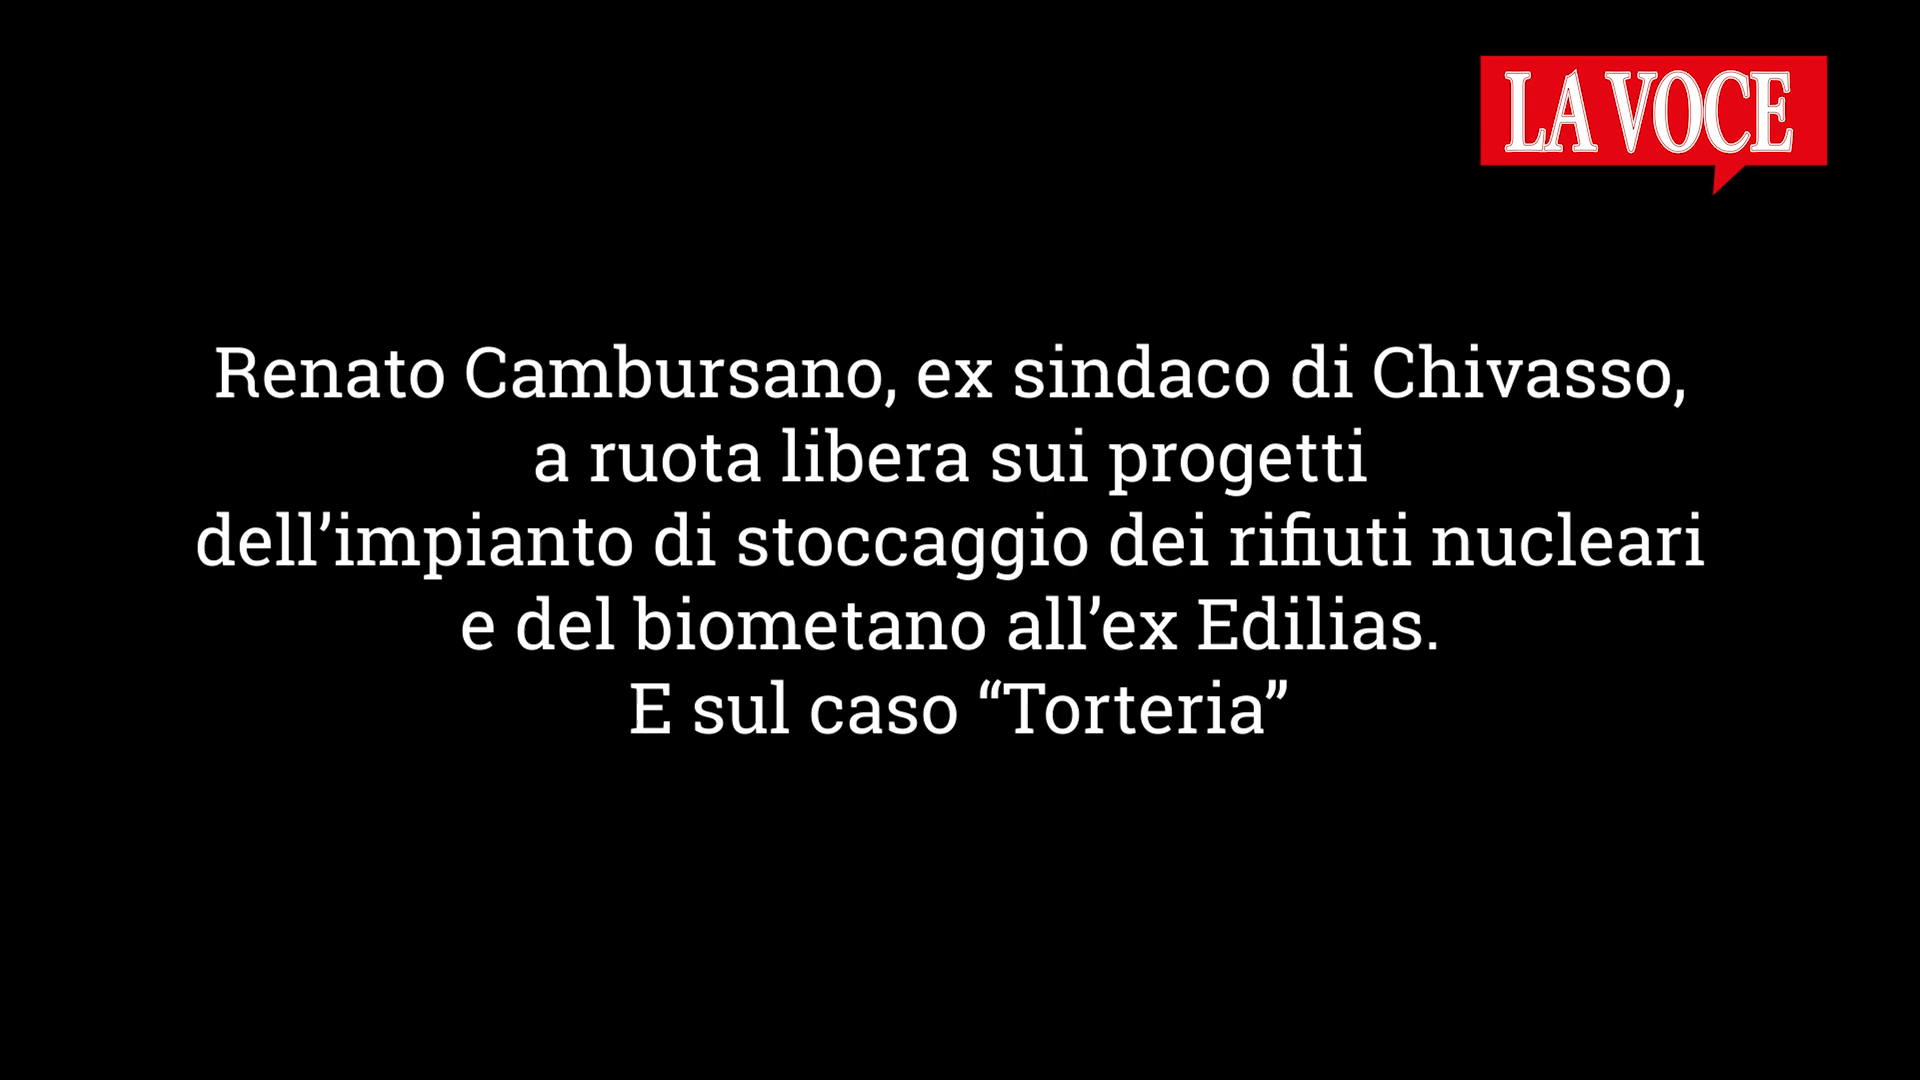 LA VOCE
Renato Cambursano, ex sindaco di Chivasso,
a ruota libera sui progetti
dell’impianto di stoccaggio dei rifiuti nucleari
e del biometano all’ex Edilias.
E sul caso “Torteria”